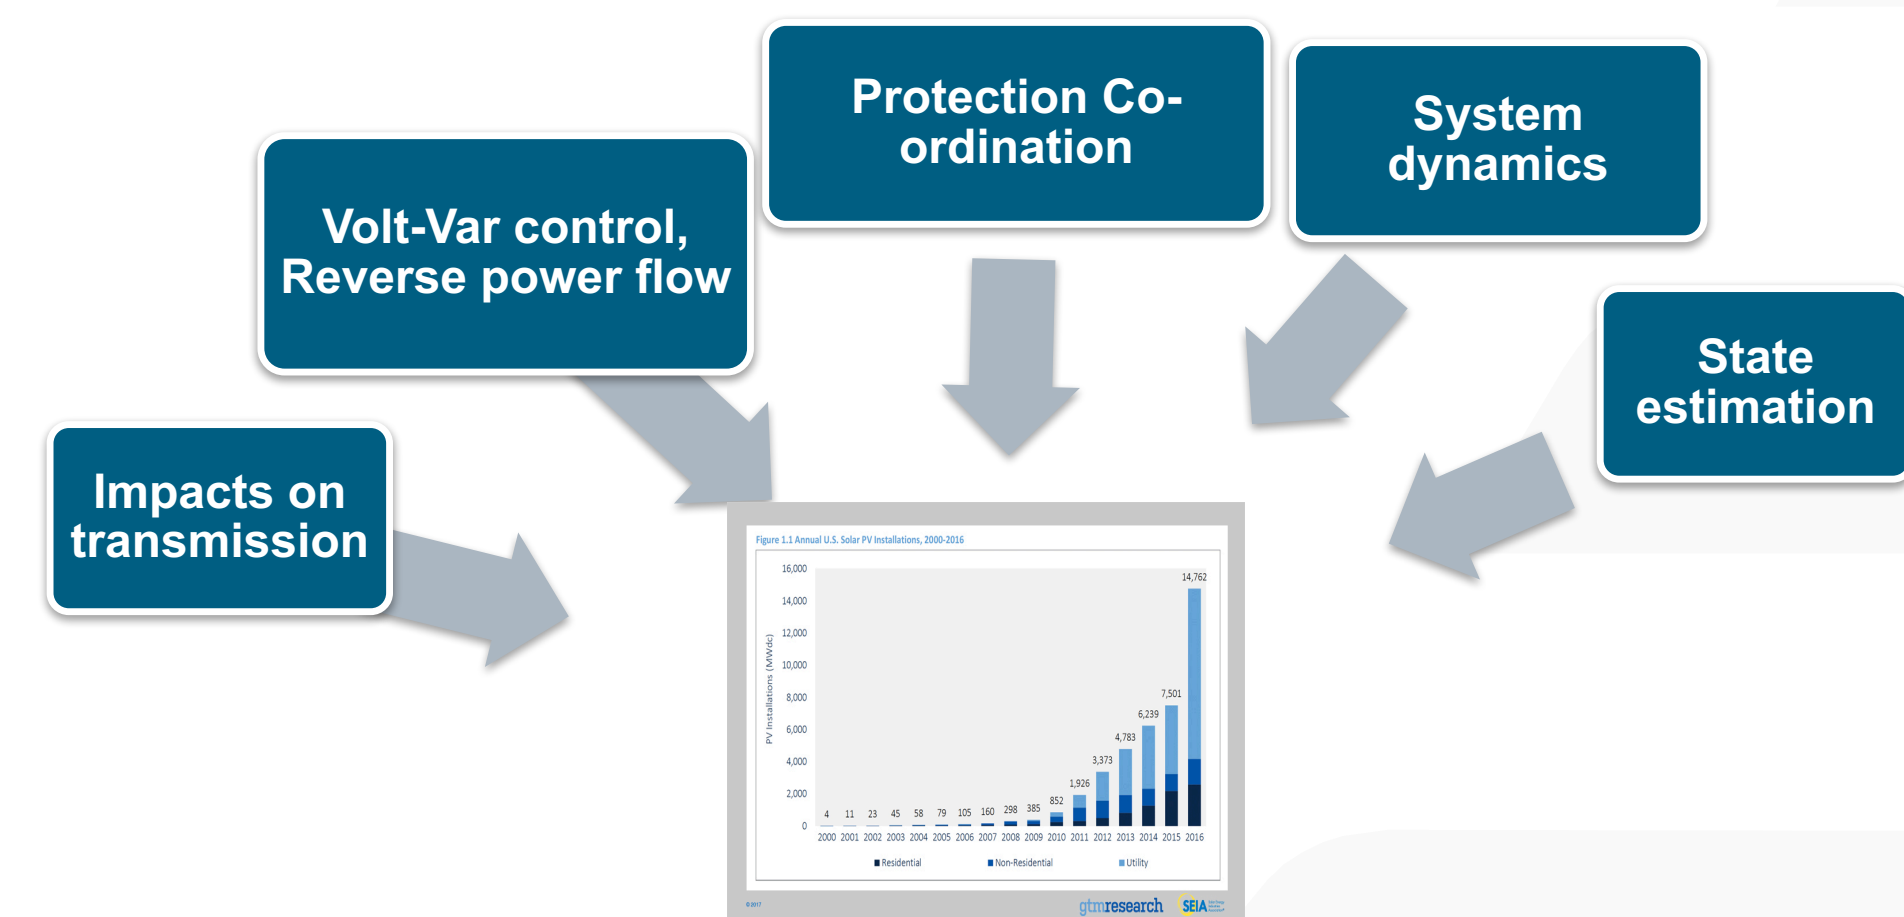 Protection Co-
ordination
System
dynamics
Volt-Var control,
Reverse power flow
State
estimation
Impacts on
transmission
Figure 1.1 Annual U.S. Solar PV Installations, 2000-2016
PV Installations (MWdc)
16,000
14,000
12,000
10,000
8,000
6,000
4,000
2,000
0
4 11 23 45 58 79 105 160 298 385 852 1,926 3,373 4,783 6,239 7,501 14,762
2000 2001 2002 2003 2004 2005 2006 2007 2008 2009 2010 2011 2012 2013 2014 2015 2016
Residential Non-Residential Utility
© 2017
gtmresearch SEIA